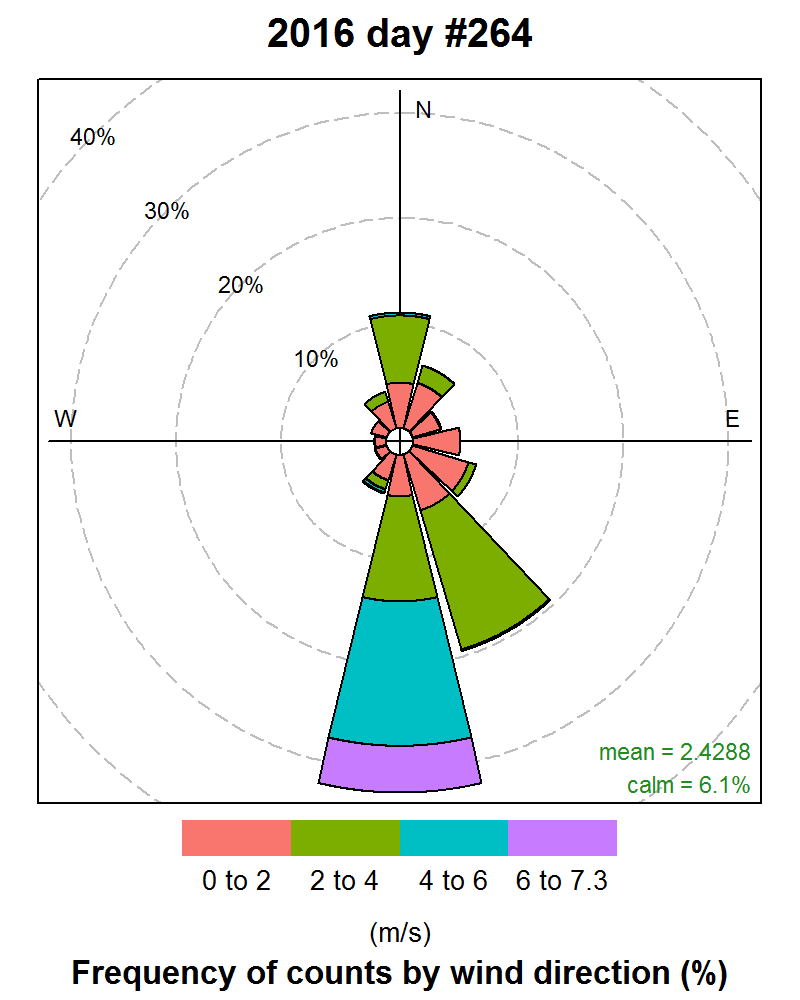 2016 day #264
N
40%
30%
20%
10%
W
E
mean = 2.4288
calm = 6.1%
0 to 2
2 to 4
4 to 6
6 to 7.3
(m/s)
Frequency of counts by wind direction (%)